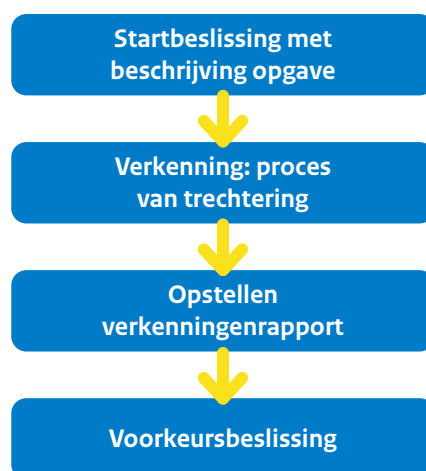 Startbeslissing met
beschrijving opgave
Verkenning: proces
van trechtering
Opstellen
verkenningenrapport
Voorkeursbeslissing